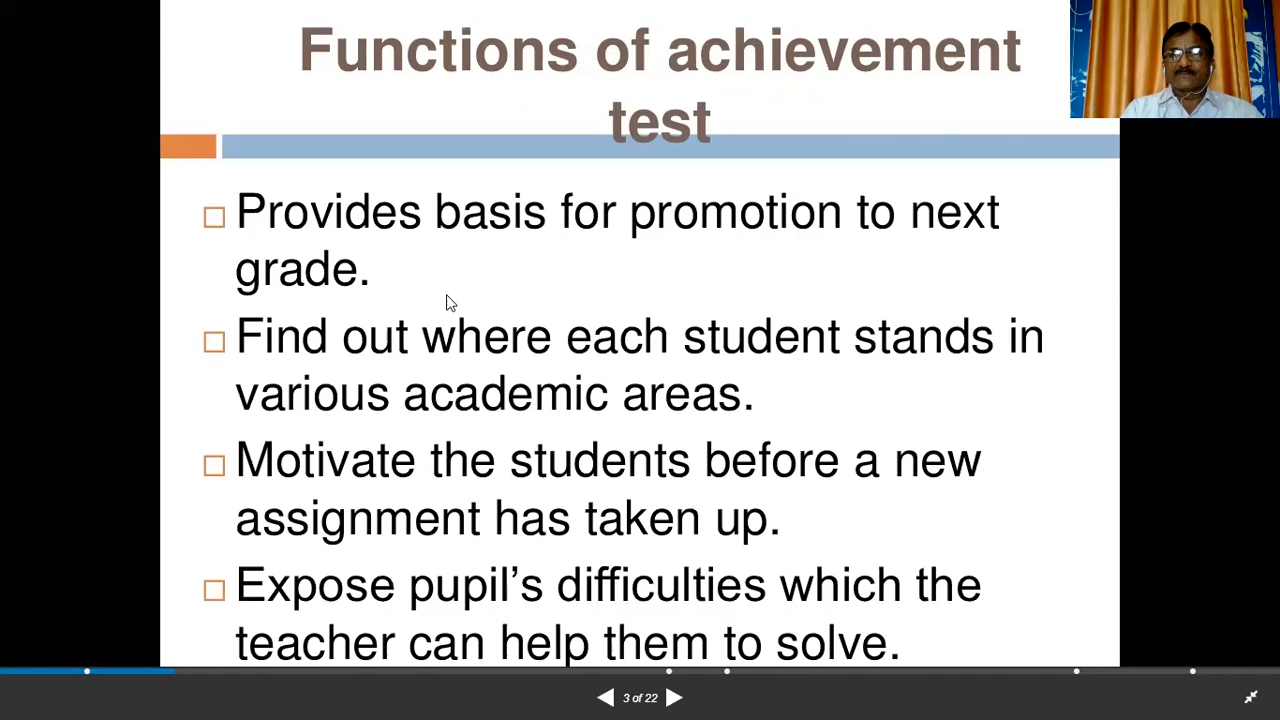 Functions of achievement
test
Provides basis for promotion to next
grade.
Find out where each student stands in
various academic areas.
Motivate the students before a new
assignment has taken up.
Expose pupil’s difficulties which the
teacher can help them to solve.
3 of 22